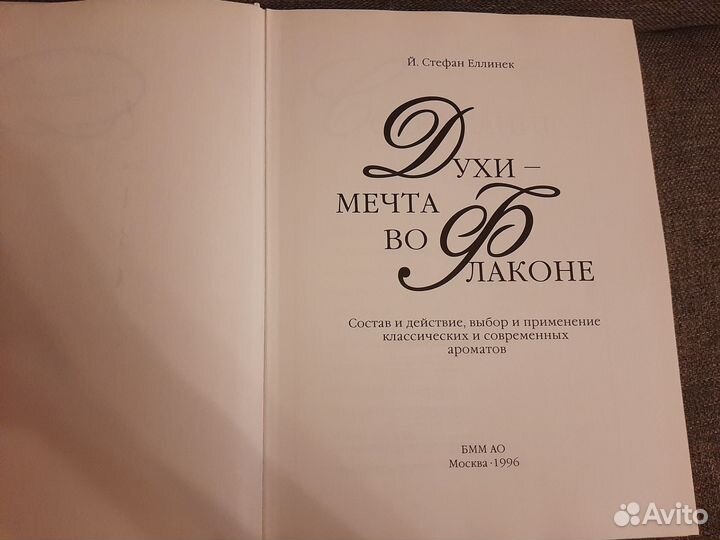 Й. Стефан Еллинек
Духи –
мечта
во Флаконе
Состав и действие, выбор и применение
классических и современных
ароматов
БММ АО
Москва · 1996
Avito